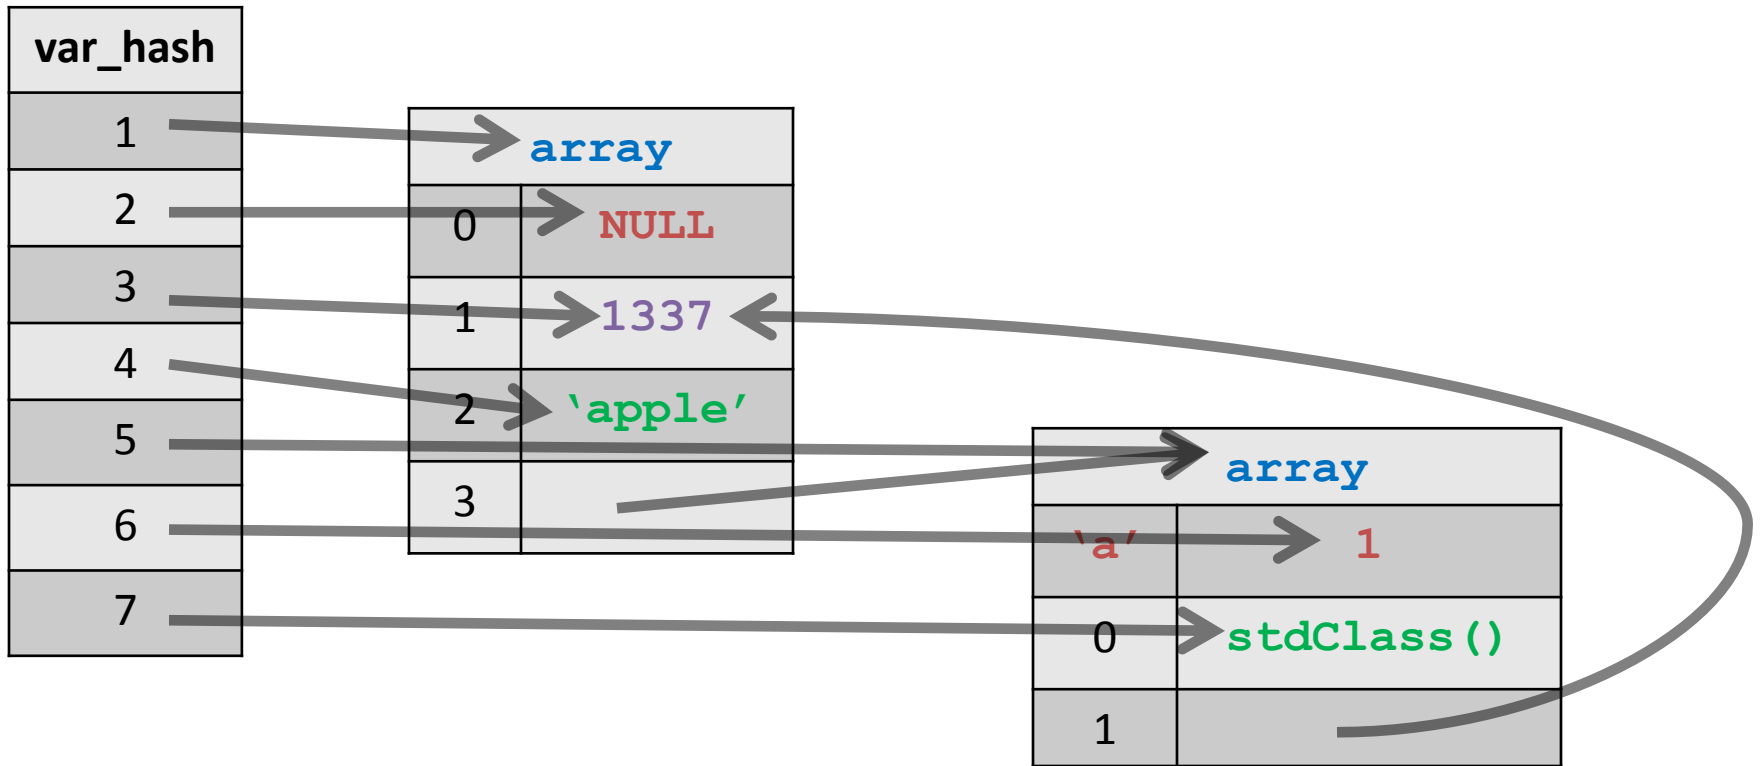 var_hash
1
2
3
4
5
6
7
array
0 NULL
1 1337
2 ‘apple’
3
array
‘a’ 1
0 stdClass()
1